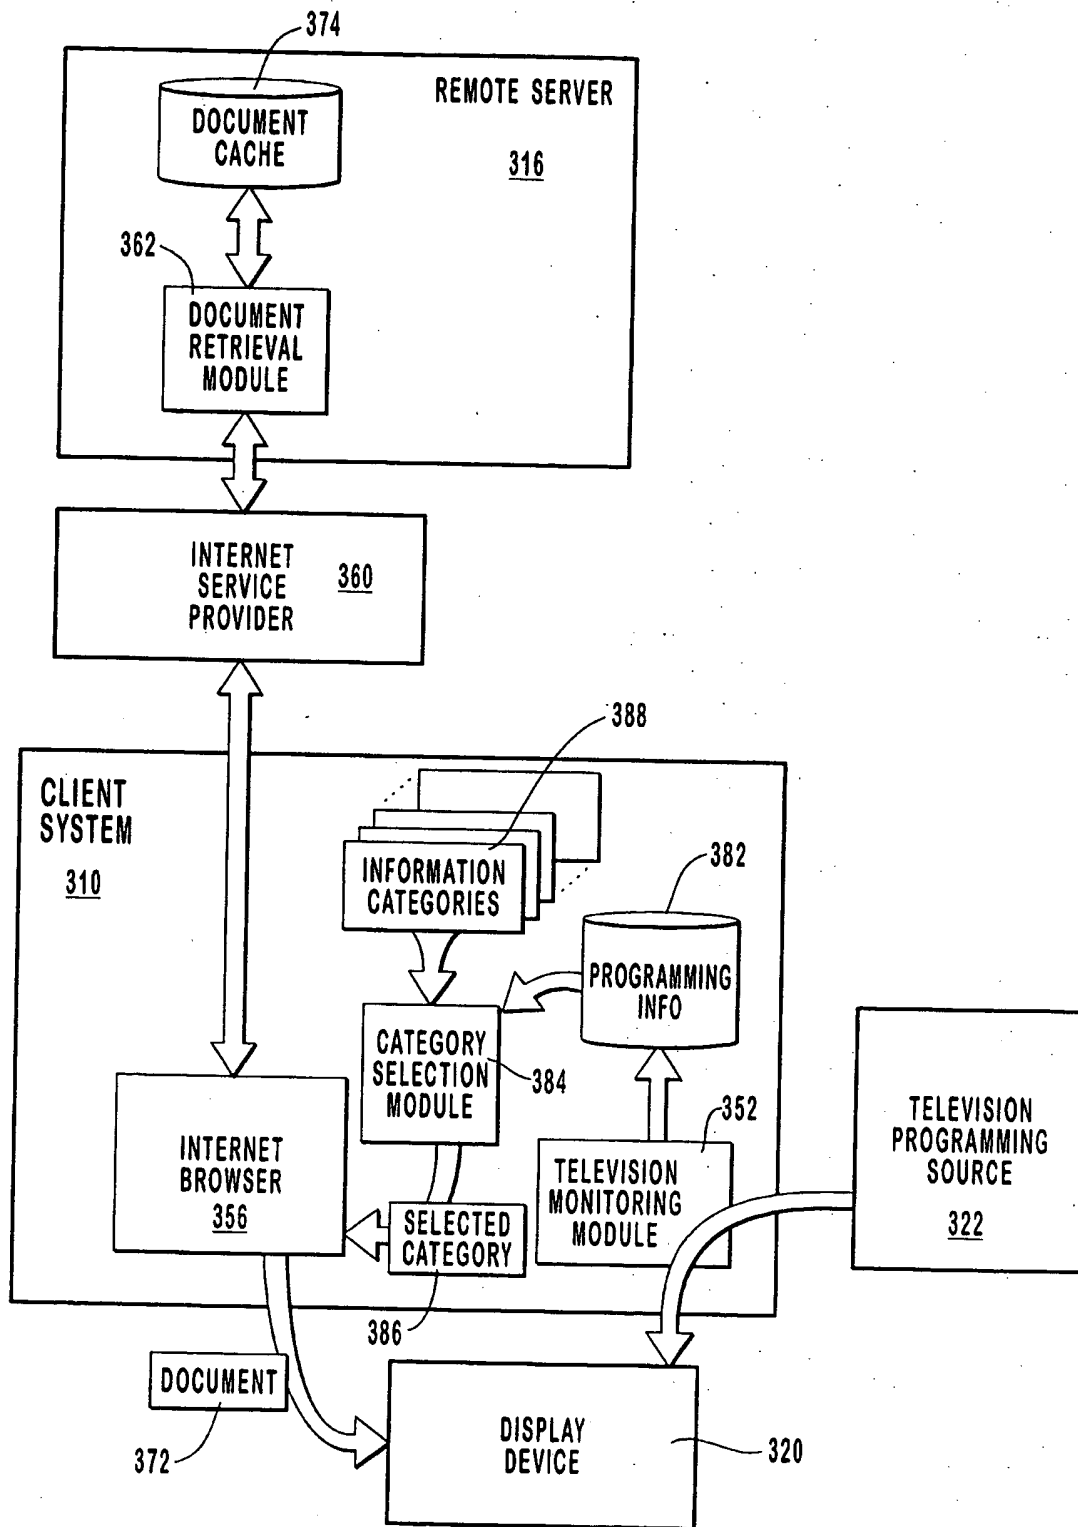 374
REMOTE SERVER
316
DOCUMENT
CACHE
362
DOCUMENT
RETRIEVAL
MODULE
INTERNET
SERVICE
PROVIDER
360
388
CLIENT
SYSTEM
310
INFORMATION
CATEGORIES
382
PROGRAMMING
INFO
CATEGORY
SELECTION
MODULE
384
352
TELEVISION
PROGRAMMING
SOURCE
322
INTERNET
BROWSER
356
TELEVISION
MONITORING
MODULE
SELECTED
CATEGORY
386
DOCUMENT
372
DISPLAY
DEVICE
320